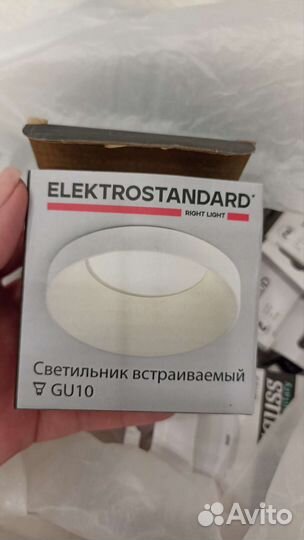 ELEKTROSTANDARD®
RIGHT LIGHT
Светильник встраиваемый
GU10
Avito